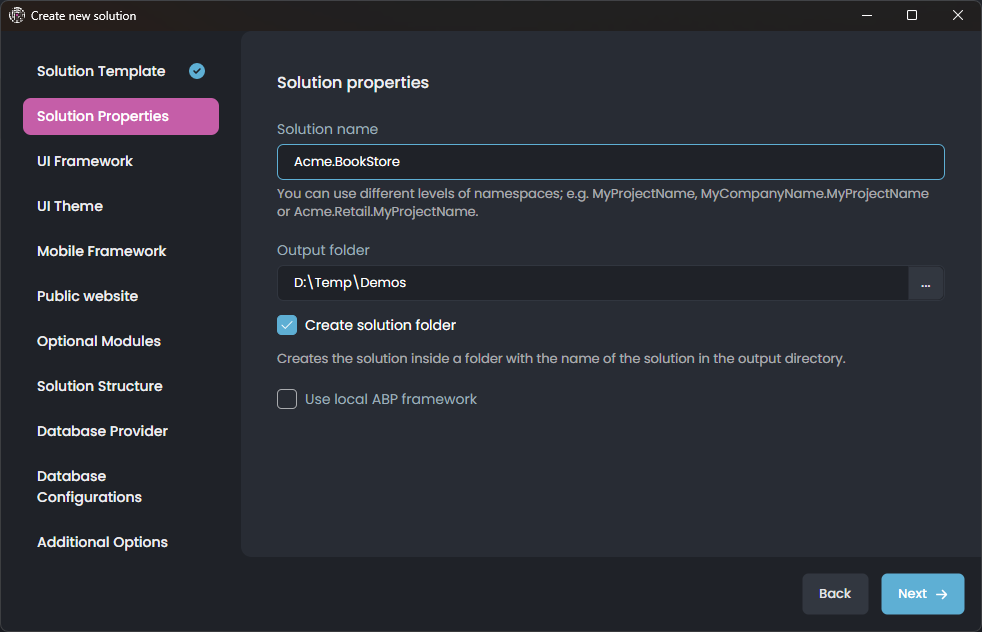 Create new solution
Solution Template
Solution Properties
UI Framework
UI Theme
Mobile Framework
Public website
Optional Modules
Solution Structure
Database Provider
Database
Configurations
Additional Options
Solution properties
Solution name
Acme.BookStore
You can use different levels of namespaces; e.g. MyProjectName, MyCompanyName.MyProjectName
or Acme.Retail.MyProjectName.
Output folder
D:\Temp\Demos
...
Create solution folder
Creates the solution inside a folder with the name of the solution in the output directory.
Use local ABP framework
Back
Next →